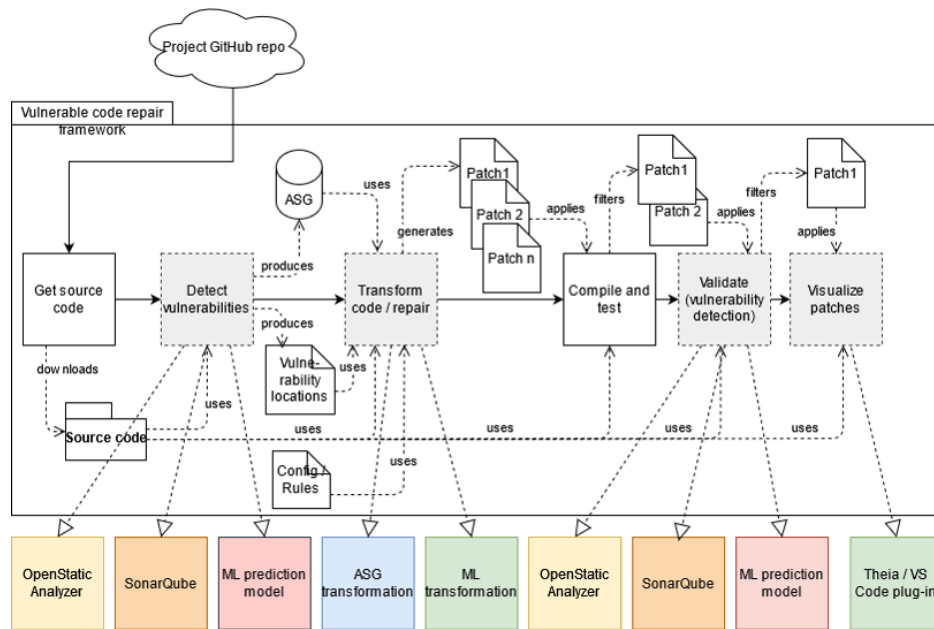 Project GitHub repo
Vulnerable code repair
framework
ASG
uses
Patch1
Patch 2
Patch n
generates
applies
filters
Patch1
Patch 2
applies
filters
Patch1
applies
produces
Get source
code
Detect
vulnerabilities
Transform
code / repair
Compile and
test
Validate
(vulnerability
detection)
Visualize
patches
produces
Vulne-
rability
locations
uses
dow nloads
Source code
uses
uses
uses
uses
uses
Config /
Rules
uses
OpenStatic
Analyzer
SonarQube
ML prediction
model
ASG
transformation
ML
transformation
OpenStatic
Analyzer
SonarQube
ML prediction
model
Theia / VS
Code plug-in